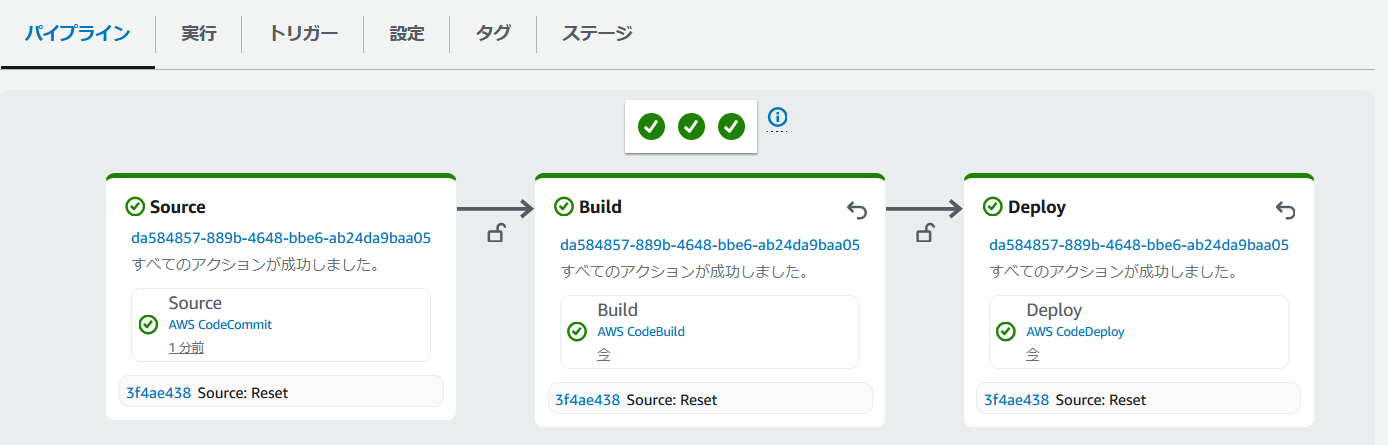 パイプライン 実行 トリガー 設定 タグ ステージ
Source
da584857-889b-4648-bbe6-ab24da9baa05
すべてのアクションが成功しました。
Source
AWS CodeCommit
1 分前
3f4ae438 Source: Reset
Build
da584857-889b-4648-bbe6-ab24da9baa05
すべてのアクションが成功しました。
Build
AWS CodeBuild
今
3f4ae438 Source: Reset
Deploy
da584857-889b-4648-bbe6-ab24da9baa05
すべてのアクションが成功しました。
Deploy
AWS CodeDeploy
今
3f4ae438 Source: Reset